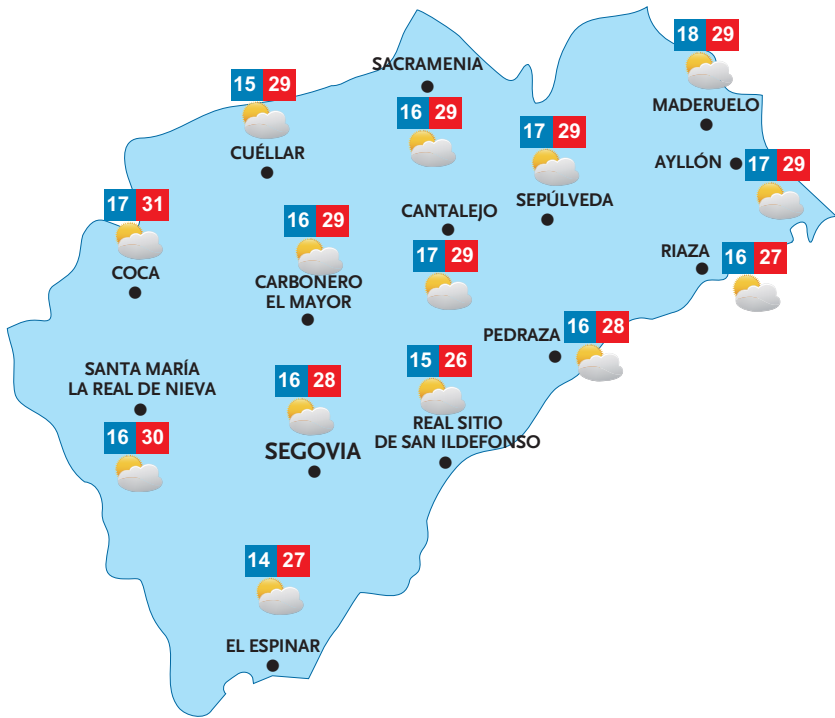 18 29
MADERUELO
SACRAMENIA
16 29
15 29
CUÉLLAR
17 29
SEPÚLVEDA
AYLLÓN
17 29
17 31
COCA
16 29
CARBONERO
EL MAYOR
CANTALEJO
17 29
RIAZA
16 27
PEDRAZA
16 28
SANTA MARÍA
LA REAL DE NIEVA
16 30
16 28
SEGOVIA
15 26
REAL SITIO
DE SAN ILDEFONSO
14 27
EL ESPINAR